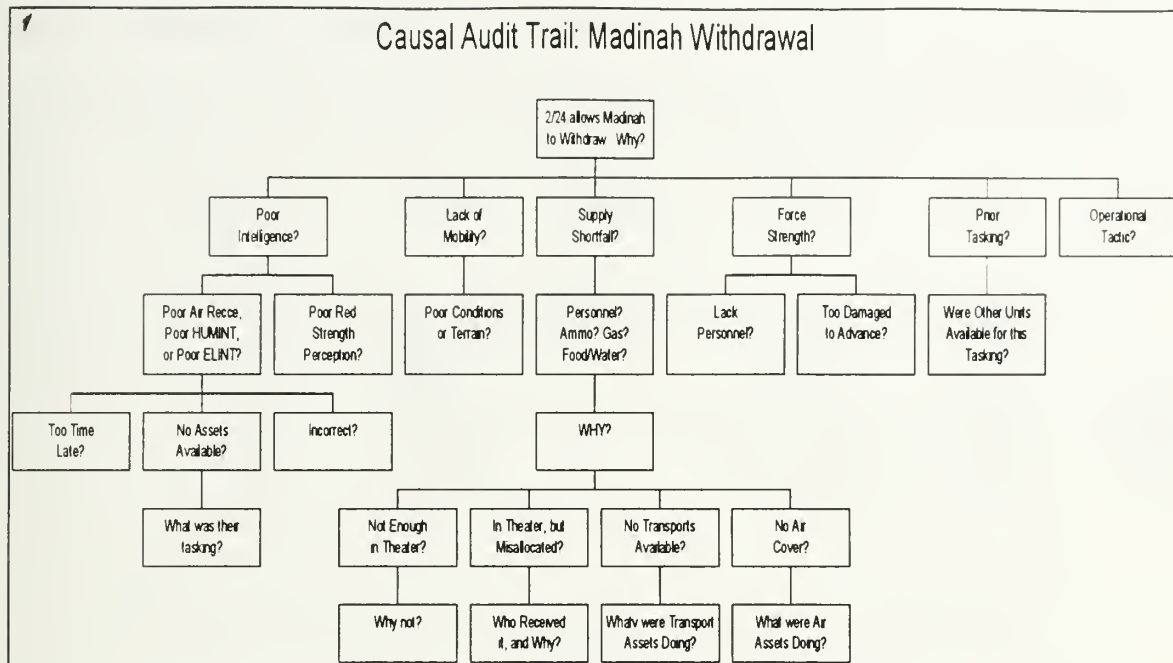 Causal Audit Trail: Madinah Withdrawal
2/24 allows Madinah
to Withdraw Why?
Poor
Intelligence?
Lack of
Mobility?
Supply
Shortfall?
Force
Strength?
Prior
Tasking?
Operational
Tactic?
Poor Air Recce,
Poor HUMINT,
or Poor ELINT?
Poor Red
Strength
Perception?
Poor Conditions
or Terrain?
Personnel?
Ammo? Gas?
Food/Water?
Lack
Personnel?
Too Damaged
to Advance?
Were Other Units
Available for this
Tasking?
Too Time
Late?
No Assets
Available?
Incorrect?
WHY?
What was their
tasking?
Not Enough
in Theater?
In Theater, but
Misallocated?
No Transports
Available?
No Air
Cover?
Why not?
Who Received
it, and Why?
Whatv were Transport
Assets Doing?
What were Air
Assets Doing?